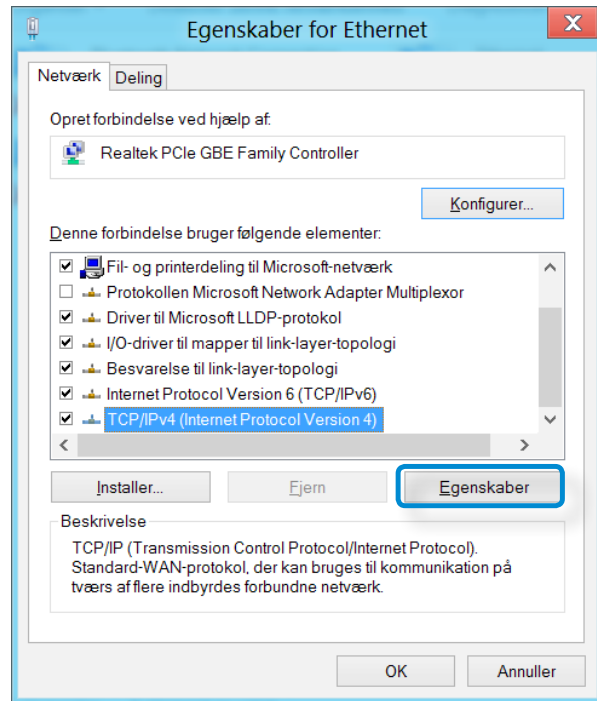 Egenskaber for Ethernet
X
Netværk Deling
Opret forbindelse ved hjælp af:
Realtek PCIe GBE Family Controller
Konfigurer...
Denne forbindelse bruger følgende elementer:
Fil- og printerdeling til Microsoft-netværk
Protokollen Microsoft Network Adapter Multiplexor
Driver til Microsoft LLDP-protokol
I/O-driver til mapper til link-layer-topologi
Besvarelse til link-layer-topologi
Internet Protocol Version 6 (TCP/IPv6)
TCP/IPv4 (Internet Protocol Version 4)
Installer... Fjern Egenskaber
Beskrivelse
TCP/IP (Transmission Control Protocol/Internet Protocol).
Standard-WAN-protokol, der kan bruges til kommunikation på
tværs af flere indbyrdes forbundne netværk.
OK Annuller